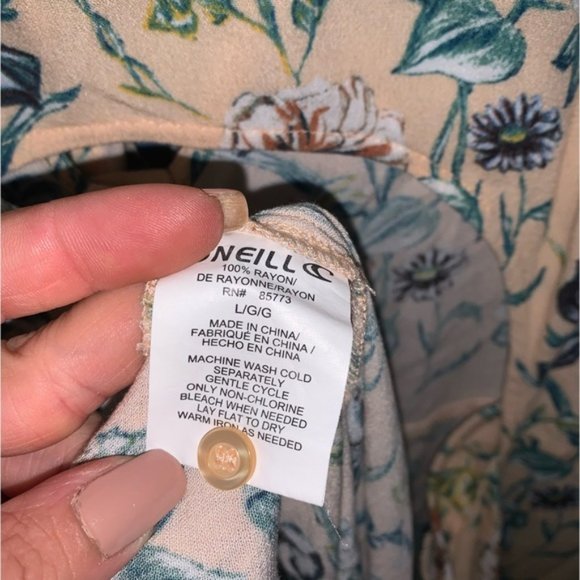 ONEILL
100% RAYON/
DE RAYONNE/RAYON
RN# 85773
L/G/G
MADE IN CHINA/
FABRIQUÉ EN CHINA /
HECHO EN CHINA
MACHINE WASH COLD
SEPARATELY
GENTLE CYCLE
ONLY NON-CHLORINE
BLEACH WHEN NEEDED
LAY FLAT TO DRY
WARM IRON AS NEEDED